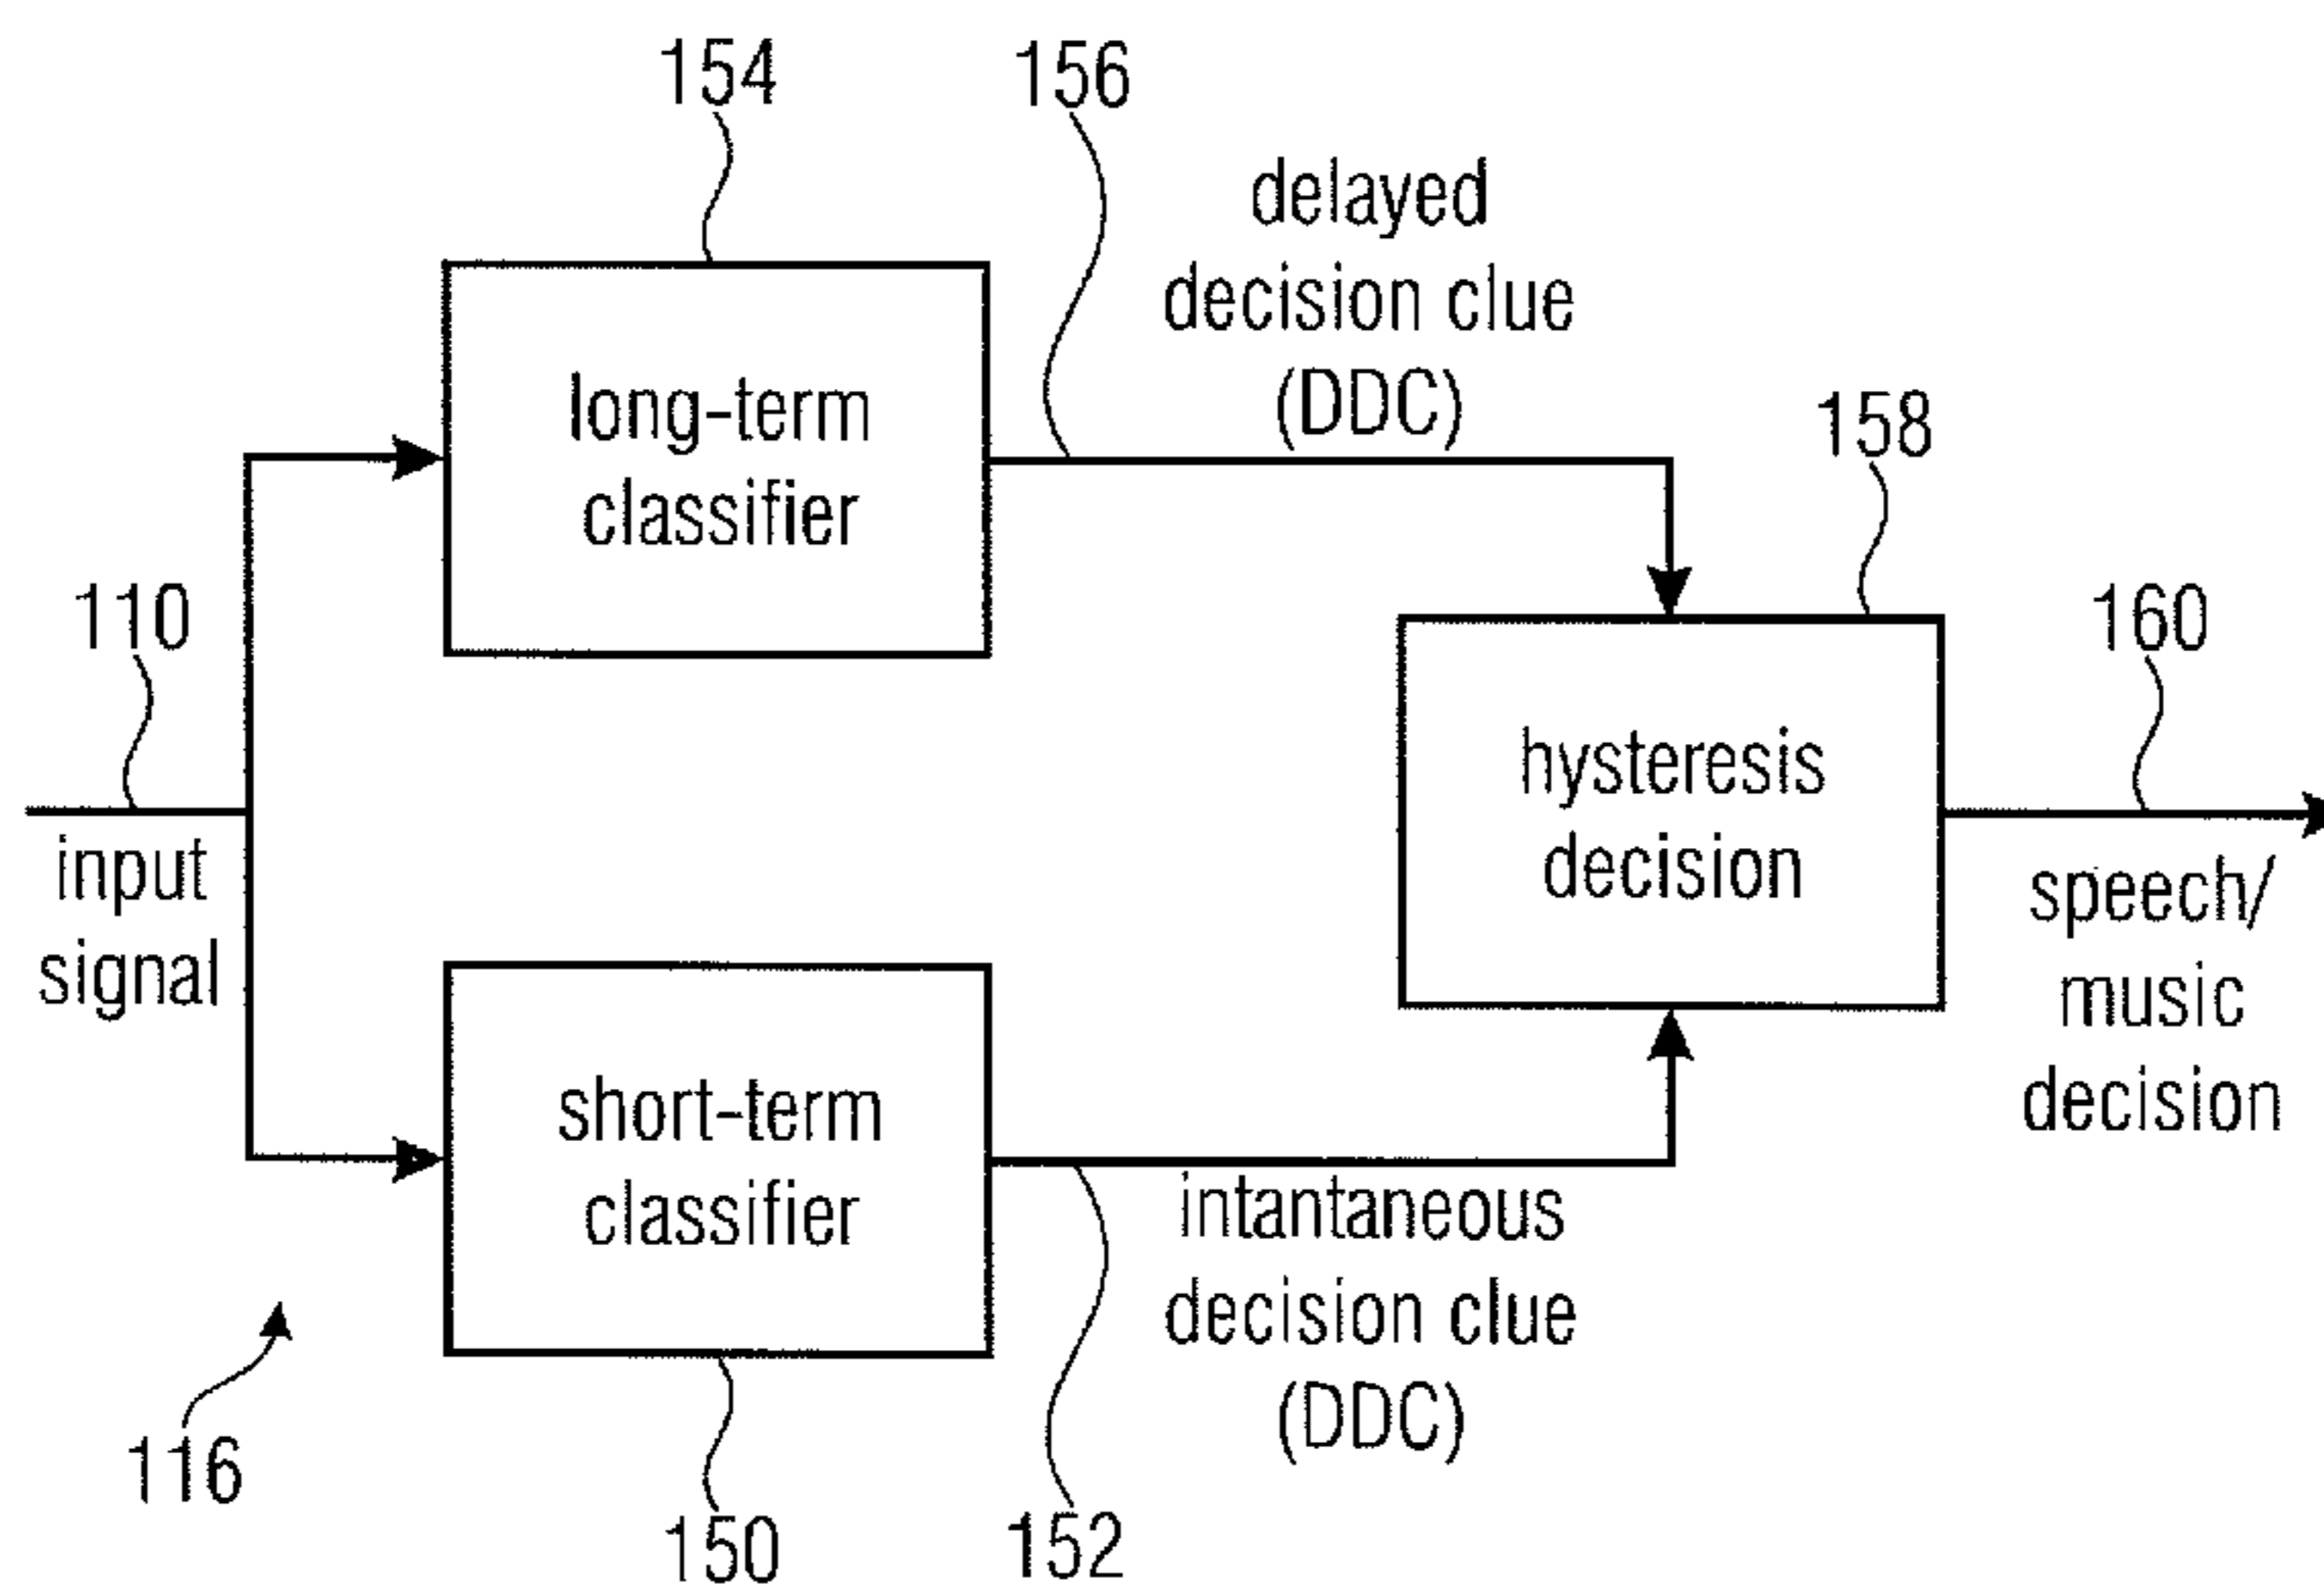 154
156
delayed
decision clue
(DDC)
long-term
classifier
158
110
160
input
signal
hysteresis
decision
speech/
music
decision
short-term
classifier
intantaneous
decision clue
(DDC)
116
150
152